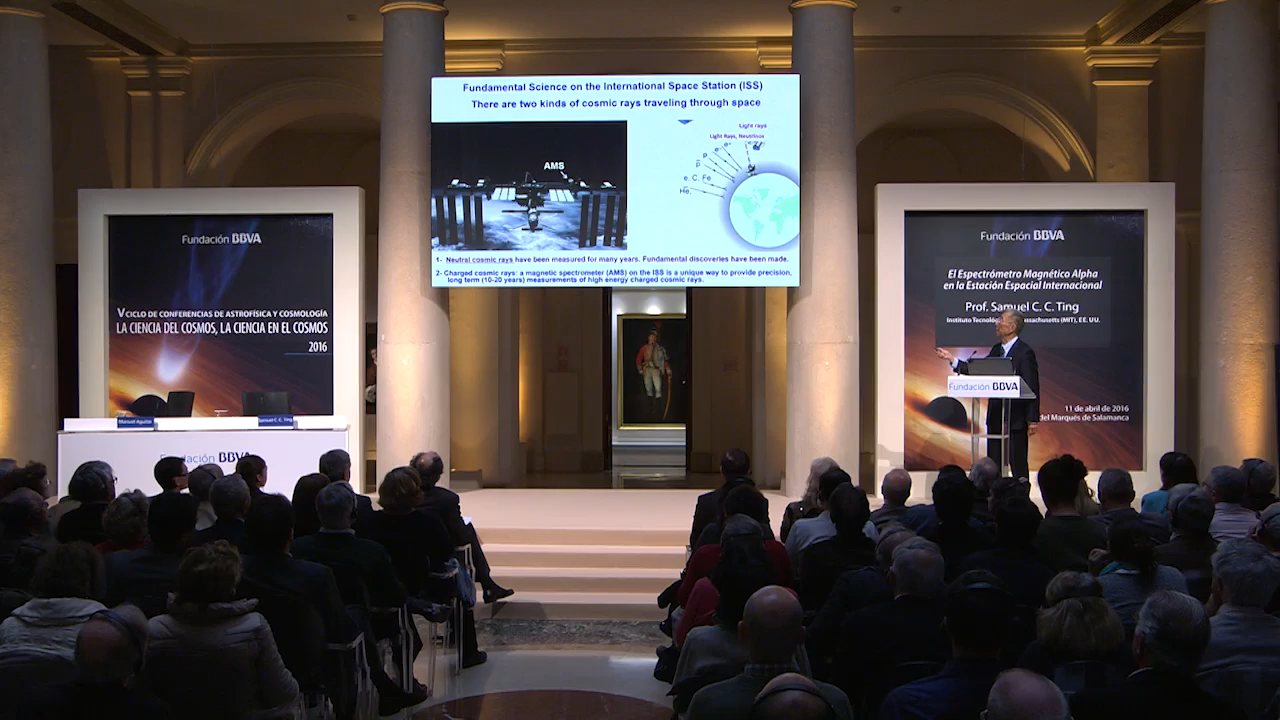 Fundamental Science on the International Space Station (ISS)
There are two kinds of cosmic rays traveling through space
AMS
Light rays
Light Rays, Neutrinos
e, C, Fe
He,
1- Neutral cosmic rays have been measured for many years. Fundamental discoveries have been made.
2- Charged cosmic rays: a magnetic spectrometer (AMS) on the ISS is a unique way to provide precision,
long term (10-20 years) measurements of high energy charged cosmic rays.
Fundación BBVA
V CICLO DE CONFERENCIAS DE ASTROFÍSICA Y COSMOLOGÍA
LA CIENCIA DEL COSMOS, LA CIENCIA EN EL COSMOS
2016
Manuel Aguilar
Samuel C. C. Ting
Fundación BBVA
Fundación BBVA
El Espectrómetro Magnético Alpha
en la Estación Espacial Internacional
Prof. Samuel C. C. Ting
Instituto (MIT), EE. UU.
Fundación BBVA
11 de abril de 2016
del Marqués de Salamanca